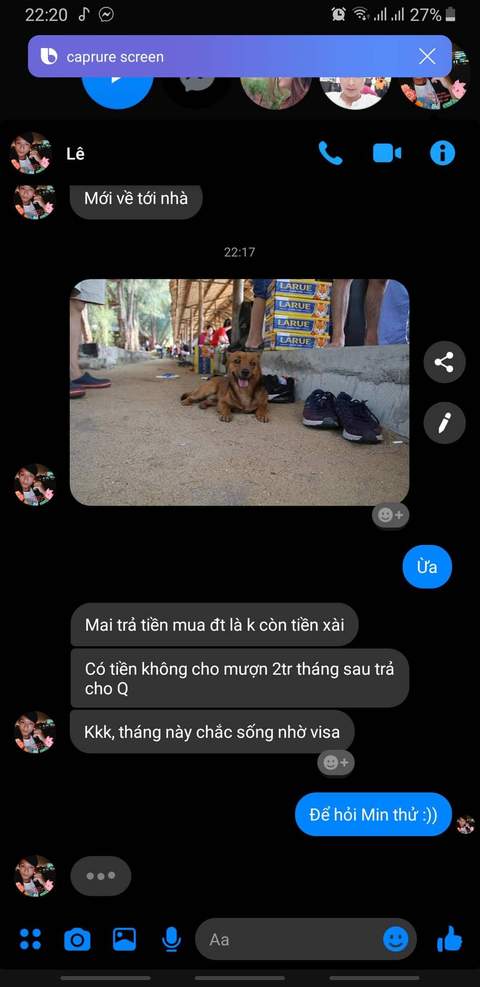 22:20
27%
caprure screen
Lê
Mới về tới nhà
22:17
LARUE
LARUE
LARUE
LARUE
Ừa
Mai trả tiền mua đt là k còn tiền xài
Có tiền không cho mượn 2tr tháng sau trả
cho Q
Kkk, tháng này chắc sống nhờ visa
Để hỏi Min thử :))
Aa